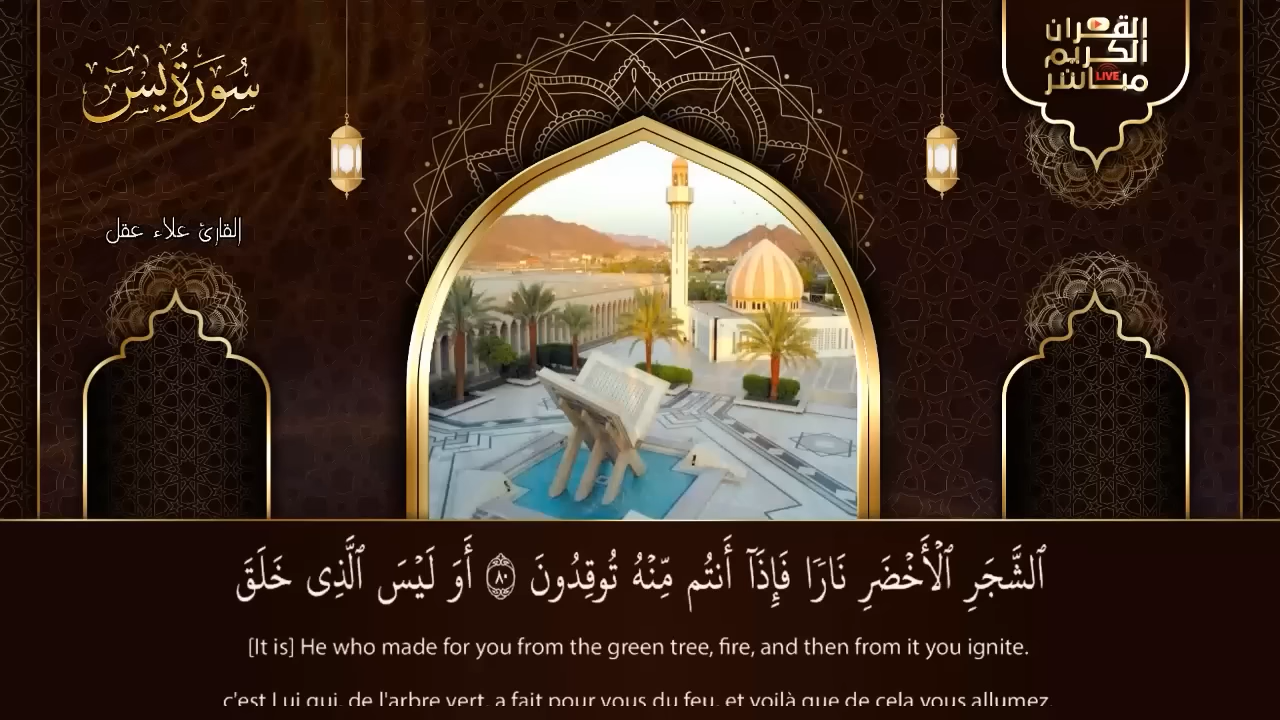 سُورَةُ يس
القرآن
الكريم
مباشر
LIVE
القارئ علاء عقل
ٱلشَّجَرِ ٱلْأَخْضَرِ نَارًا فَإِذَآ أَنتُم مِّنْهُ تُوقِدُونَ ٨٠ أَوَ لَيْسَ ٱلَّذِى خَلَقَ
[It is] He who made for you from the green tree, fire, and then from it you ignite.
c'est Lui qui, de l'arbre vert, a fait pour vous du feu, et voilà que de cela vous allumez.